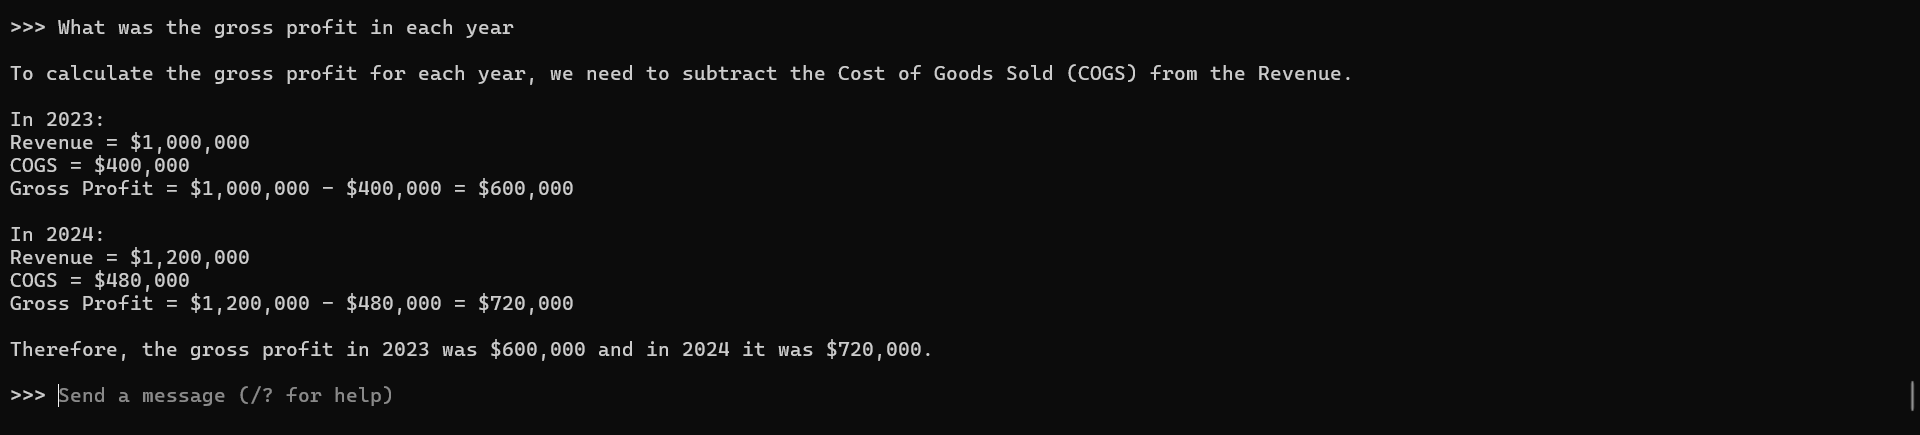 >>> What was the gross profit in each year
To calculate the gross profit for each year, we need to subtract the Cost of Goods Sold (COGS) from the Revenue.
In 2023:
Revenue = $1,000,000
COGS = $400,000
Gross Profit = $1,000,000 - $400,000 = $600,000
In 2024:
Revenue = $1,200,000
COGS = $480,000
Gross Profit = $1,200,000 - $480,000 = $720,000
Therefore, the gross profit in 2023 was $600,000 and in 2024 it was $720,000.
>>> Send a message (/? for help)